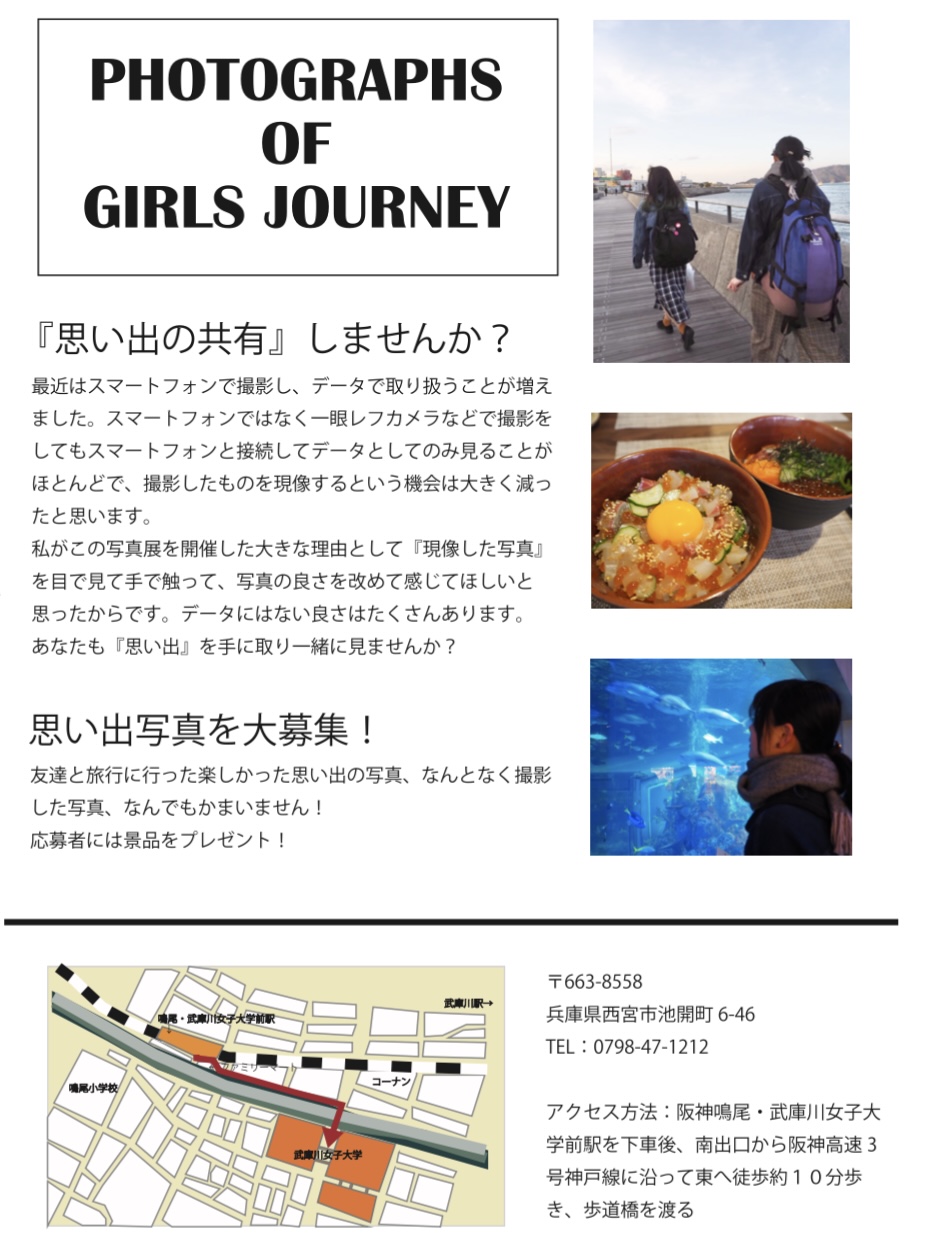 PHOTOGRAPHS
OF
GIRLS JOURNEY
『思い出の共有』しませんか？
最近はスマートフォンで撮影し、データで取り扱うことが増え
ました。スマートフォンではなく一眼レフカメラなどで撮影を
してもスマートフォンと接続してデータとしてのみ見ることが
ほとんどで、撮影したものを現像するという機会は大きく減っ
たと思います。
私がこの写真展を開催した大きな理由として『現像した写真』
を目で見て手で触って、写真の良さを改めて感じてほしいと
思ったからです。データにはない良さはたくさんあります。
あなたも『思い出』を手に取り一緒に見ませんか？
思い出写真を大募集！
友達と旅行に行った楽しかった思い出の写真、なんとなく撮影
した写真、なんでもかまいません！
応募者には景品をプレゼント！
武庫川駅→
鳴尾・武庫川女子大学前駅
ファミリーマート
コーナン
鳴尾小学校
武庫川女子大学
〒663-8558
兵庫県西宮市池開町 6-46
TEL：0798-47-1212
アクセス方法：阪神鳴尾・武庫川女子大
学前駅を下車後、南出口から阪神高速 3
号神戸線に沿って東へ徒歩約１０分歩
き、歩道橋を渡る